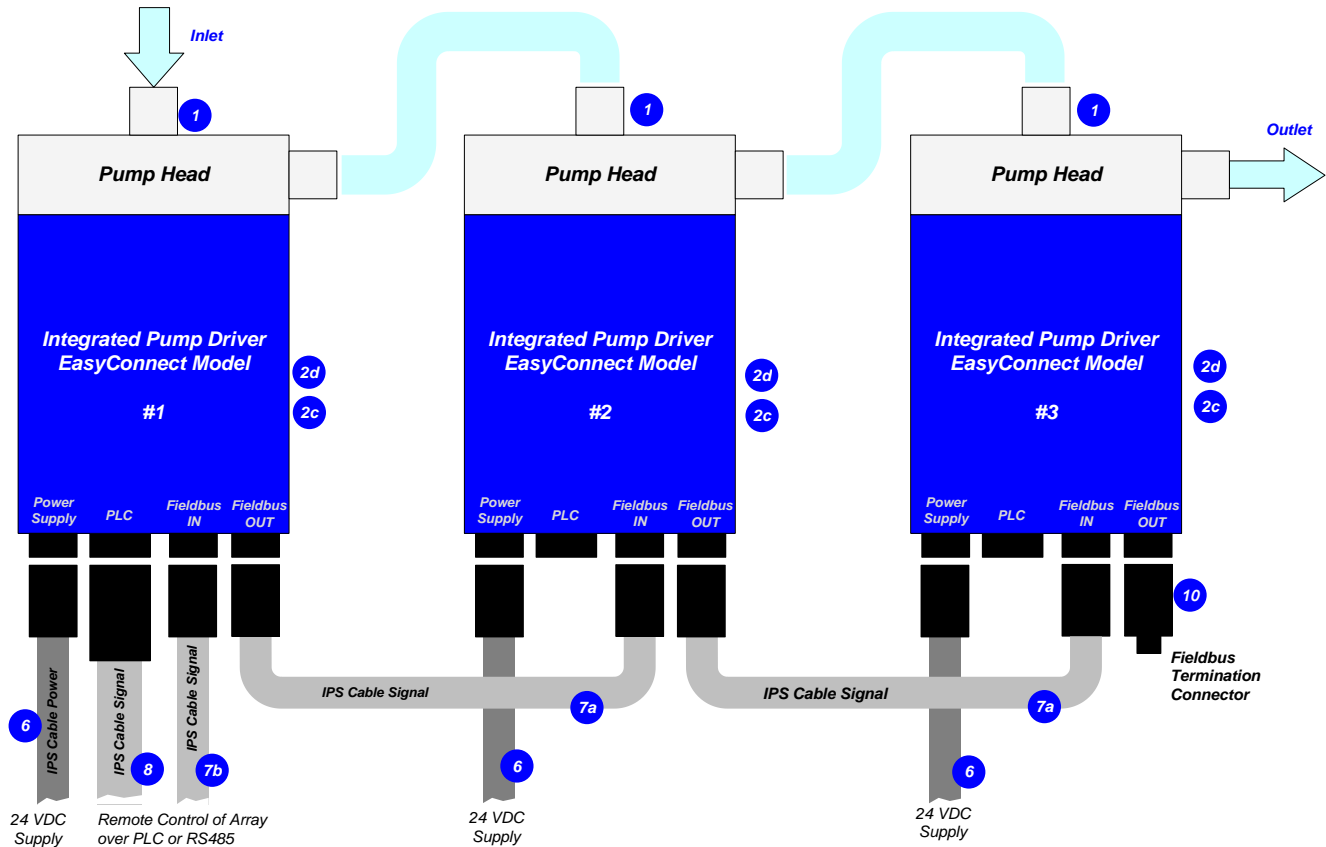 Inlet
1
1
1
Outlet
Pump Head
Pump Head
Pump Head
Integrated Pump Driver
EasyConnect Model
#1
2d
2c
Integrated Pump Driver
EasyConnect Model
#2
2d
2c
Integrated Pump Driver
EasyConnect Model
#3
2d
2c
Power
Supply
PLC
Fieldbus
IN
Fieldbus
OUT
Power
Supply
PLC
Fieldbus
IN
Fieldbus
OUT
Power
Supply
PLC
Fieldbus
IN
Fieldbus
OUT
10
Fieldbus
Termination
Connector
IPS Cable Power
IPS Cable Signal
IPS Cable Signal
IPS Cable Signal
7a
IPS Cable Signal
7a
6
8
7b
6
6
24 VDC
Supply
Remote Control of Array
over PLC or RS485
24 VDC
Supply
24 VDC
Supply